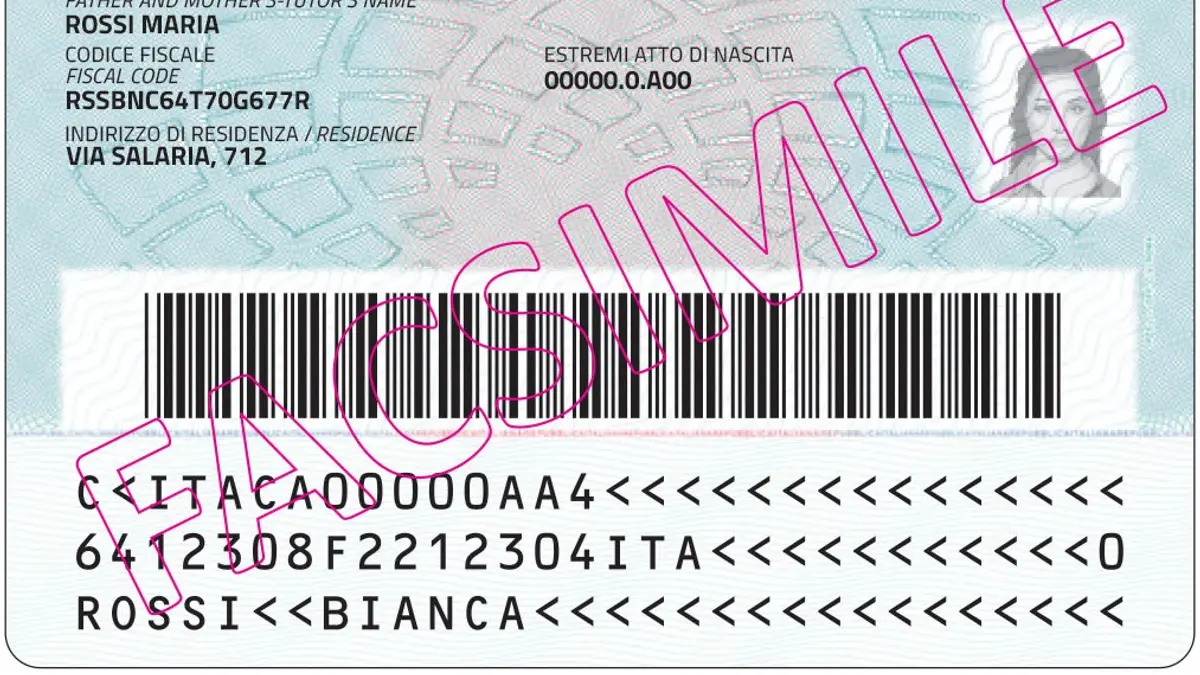 FATHER AND MOTHER'S-TUTOR'S NAME
ROSSI MARIA
CODICE FISCALE
FISCAL CODE
RSSBNC64T70G677R
ESTREMI ATTO DI NASCITA
00000.0.A00
INDIRIZZO DI RESIDENZA / RESIDENCE
VIA SALARIA, 712
FACSIMILE
C<ITACA00000AA4<<<<<<<<<<<<<<<
6412308F2212304ITA<<<<<<<<<<<0
ROSSI<<BIANCA<<<<<<<<<<<<<<<<<